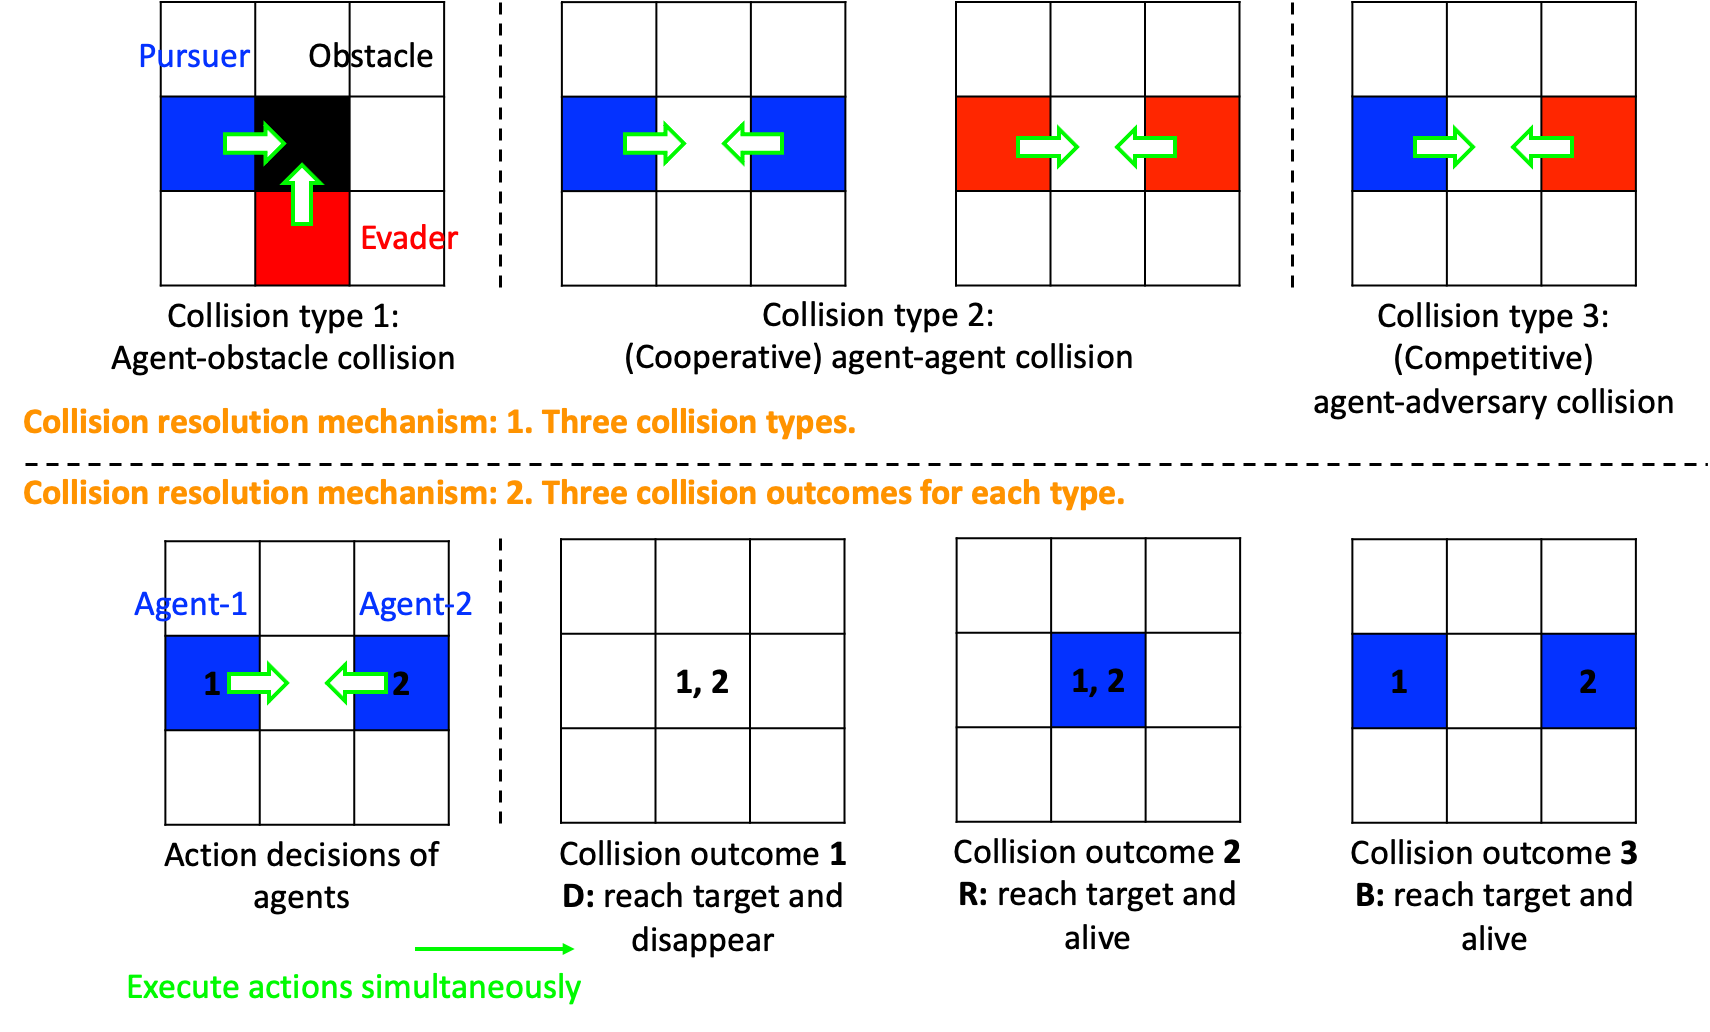 Pursuer
Obstacle
Evader
Collision type 1:
Agent-obstacle collision
Collision type 2:
(Cooperative) agent-agent collision
Collision type 3:
(Competitive)
agent-adversary collision
Collision resolution mechanism: 1. Three collision types.
Collision resolution mechanism: 2. Three collision outcomes for each type.
Agent-1
Agent-2
1
2
1, 2
1, 2
1
2
Action decisions of
agents
Collision outcome 1
D: reach target and
disappear
Collision outcome 2
R: reach target and
alive
Collision outcome 3
B: reach target and
alive
Execute actions simultaneously